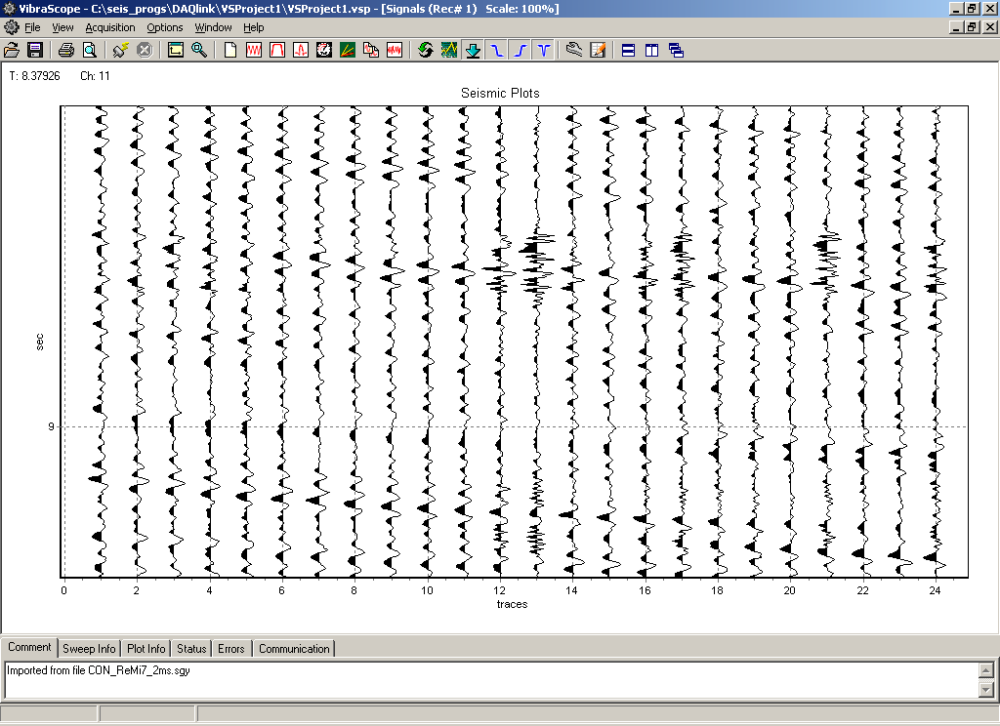 VibraScope - C:\seis_progs\DAQlink\VSProject1\VSProject1.vsp - [Signals (Rec# 1)  Scale: 100%]
File View Acquisition Options Window Help
T: 8.37926 Ch: 11
Seismic Plots
sec
9
0 2 4 6 8 10 12 14 16 18 20 22 24
traces
Comment Sweep Info Plot Info Status Errors Communication
Imported from file CON_ReMi7_2ms.sgy